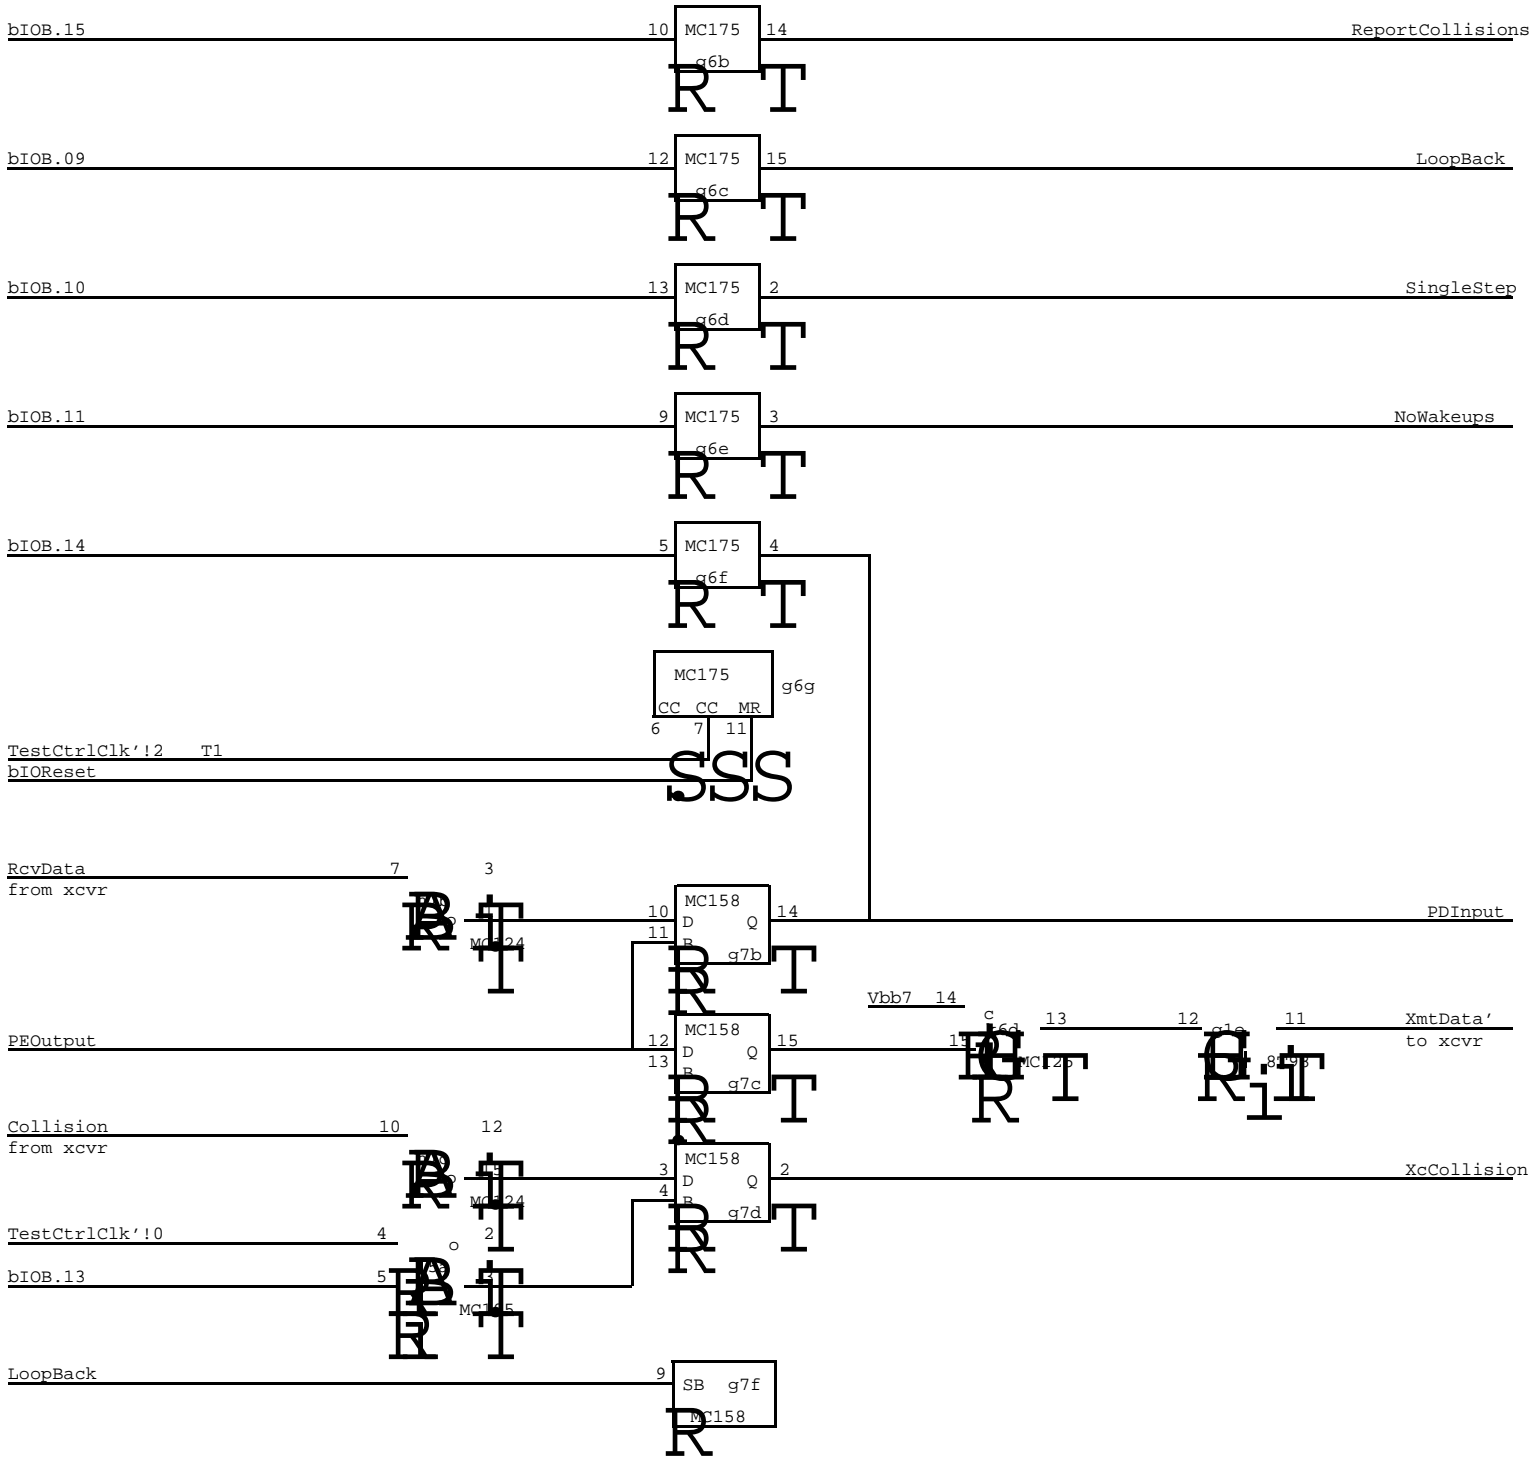 bIOB.15 10 MC175 14 ReportCollisions
g6b
R T
bIOB.09 12 MC175 15 LoopBack
g6c
R T
bIOB.10 13 MC175 2 SingleStep
g6d
R T
bIOB.11 9 MC175 3 NoWakeups
g6e
R T
bIOB.14 5 MC175 4
g6f
R T
MC175
g6g
CC CC MR
6 7 11
TestCtrlClk'!2 T1
bIOReset
SSS
RcvData 7 3
from xcvr
MC158
10 D Q 14 PDInput
11
g7b
T
T
Vbb7 14
c
MC158
13 12 11 XmtData'
PEOutput 12 D Q 15 to xcvr
13
g7c
T
R
Collision 10 12
from xcvr
MC158
3 D Q 2 XcCollision
4
g7d
T
TestCtrlClk'!0 4 2
o
bIOB.13 5
LoopBack 9
SB g7f
MC158
R